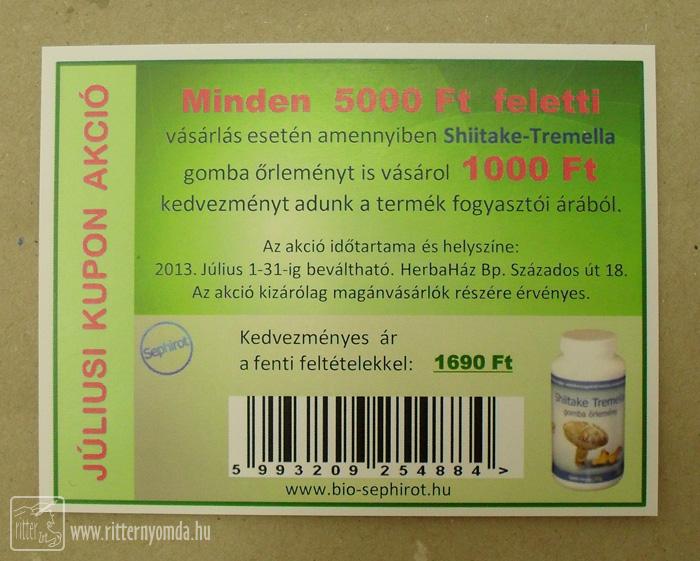 JÚLIUSI KUPON AKCIÓ
Minden 5000 Ft feletti
vásárlás esetén amennyiben Shiitake-Tremella
gomba őrleményt is vásárol 1000 Ft
kedvezményt adunk a termék fogyasztói árából.
Az akció időtartama és helyszíne:
2013. Július 1-31-ig beváltható. HerbaHáz Bp. Százados út 18.
Az akció kizárólag magánvásárlók részére érvényes.
Sephirot
Kedvezményes ár
a fenti feltételekkel: 1690 Ft
5 993209 254884 >
www.bio-sephirot.hu
Shiitake Tremella
gomba őrlemény
ritter
www.ritternyomda.hu